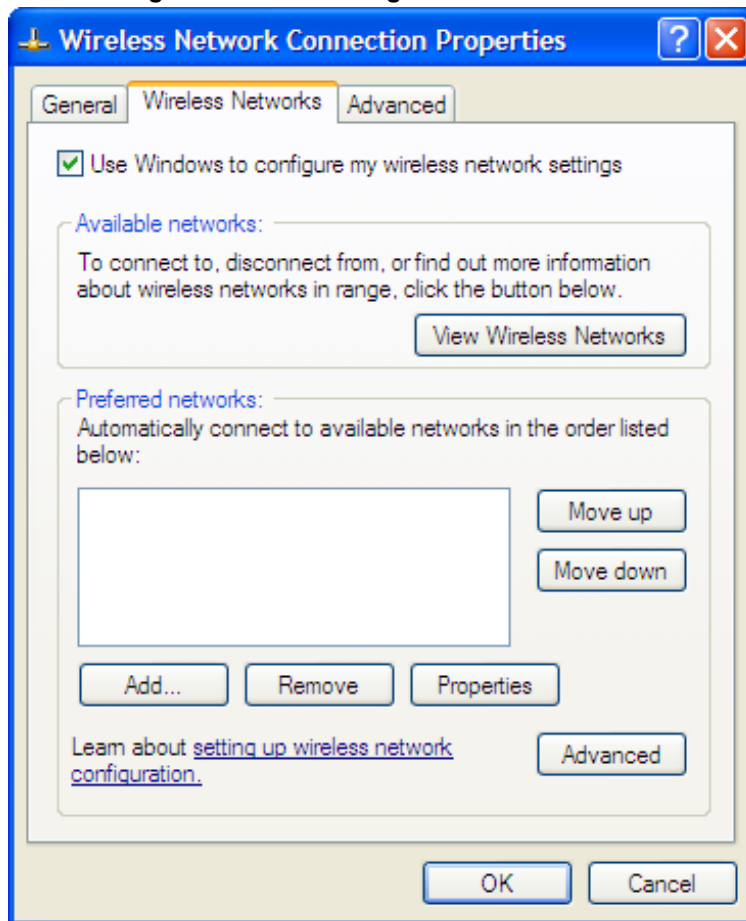 Wireless Network Connection Properties
General
Wireless Networks
Advanced
Use Windows to configure my wireless network settings
Available networks:
To connect to, disconnect from, or find out more information
about wireless networks in range, click the button below.
View Wireless Networks
Preferred networks:
Automatically connect to available networks in the order listed
below:
Move up
Move down
Add...
Remove
Properties
Learn about setting up wireless network
configuration.
Advanced
OK
Cancel